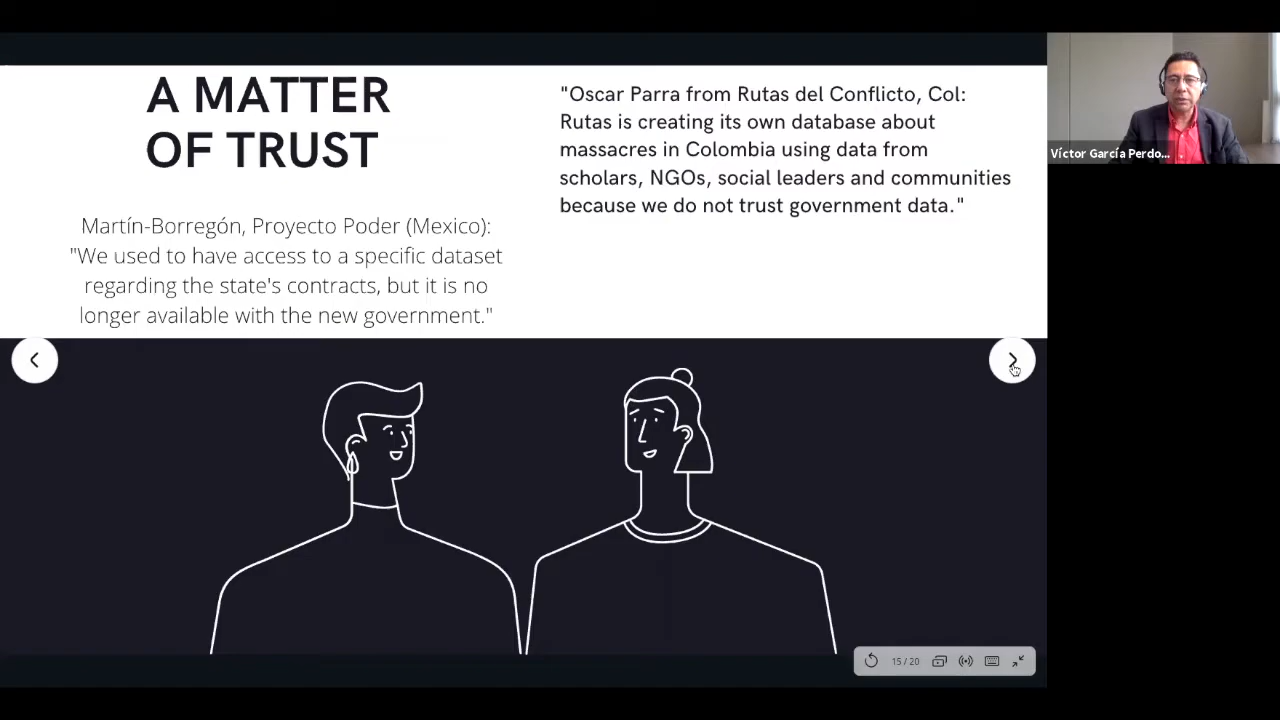 A MATTER
OF TRUST
Martín-Borregón, Proyecto Poder (Mexico):
"We used to have access to a specific dataset
regarding the state's contracts, but it is no
longer available with the new government."
"Oscar Parra from Rutas del Conflicto, Col:
Rutas is creating its own database about
massacres in Colombia using data from
scholars, NGOs, social leaders and communities
because we do not trust government data."
Víctor García Perdo...
15 / 20